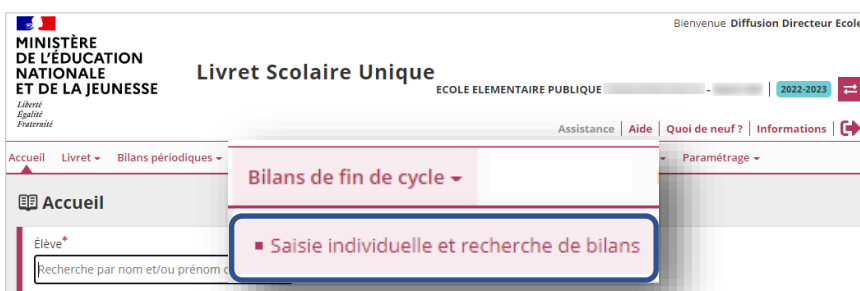 Bienvenue Diffusion Directeur Ecole
MINISTÈRE
DE L'ÉDUCATION
NATIONALE
ET DE LA JEUNESSE
Liberté
Égalité
Fraternité
Livret Scolaire Unique
ECOLE ELEMENTAIRE PUBLIQUE - 2022-2023
Assistance Aide Quoi de neuf ? Informations
Accueil Livret Bilans périodiques Paramétrage
Bilans de fin de cycle
Accueil
Saisie individuelle et recherche de bilans
Élève*
Recherche par nom et/ou prénom